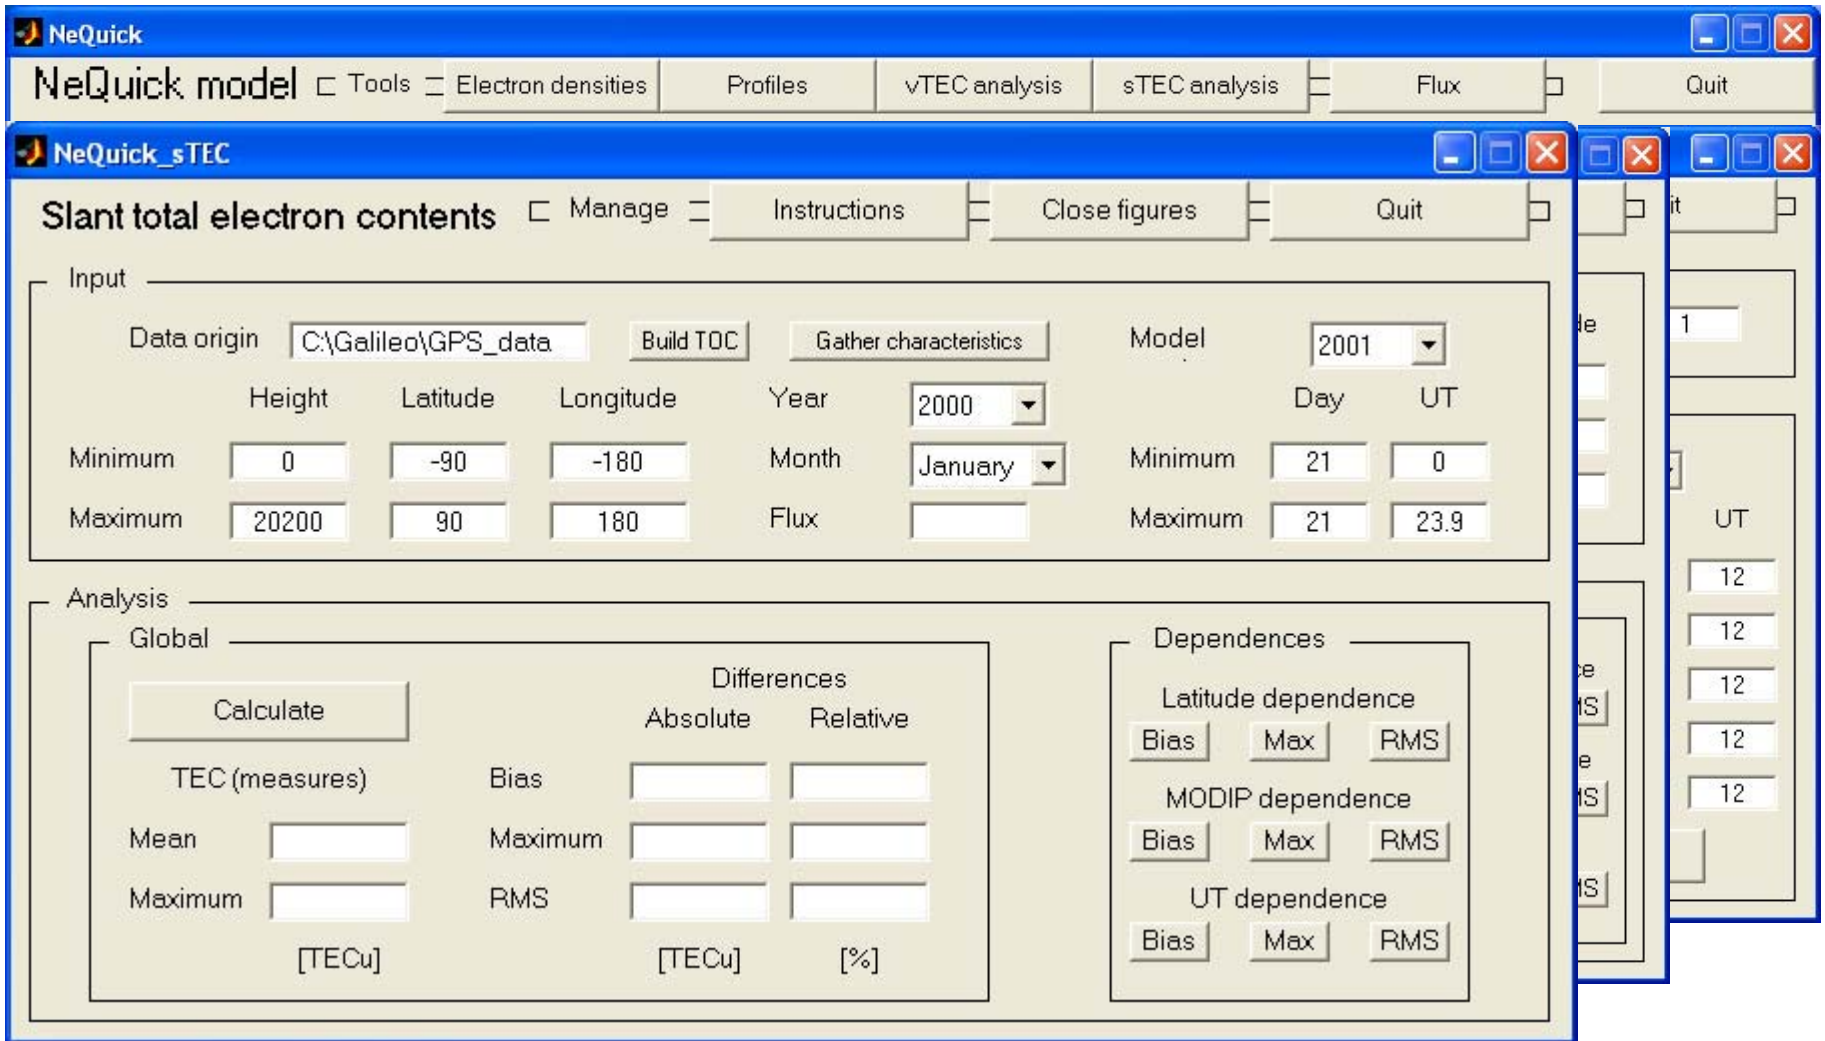 NeQuick
NeQuick model Tools Electron densities Profiles vTEC analysis sTEC analysis Flux Quit
NeQuick_sTEC
Slant total electron contents Manage Instructions Close figures Quit
Input
Data origin C:\Galileo\GPS_data Build TOC Gather characteristics Model 2001 1
Height Latitude Longitude Year 2000 Day UT
Minimum 0 -90 -180 Month January Minimum 21 0
Maximum 20200 90 180 Flux Maximum 21 23.9 UT
12
Analysis
Global Dependences 12
Differences
Calculate Absolute Relative Latitude dependence 12
Bias Max RMS 12
TEC (measures) Bias
MODIP dependence 12
Mean Maximum Bias Max RMS
Maximum RMS UT dependence
Bias Max RMS
[TECu] [TECu] [%]